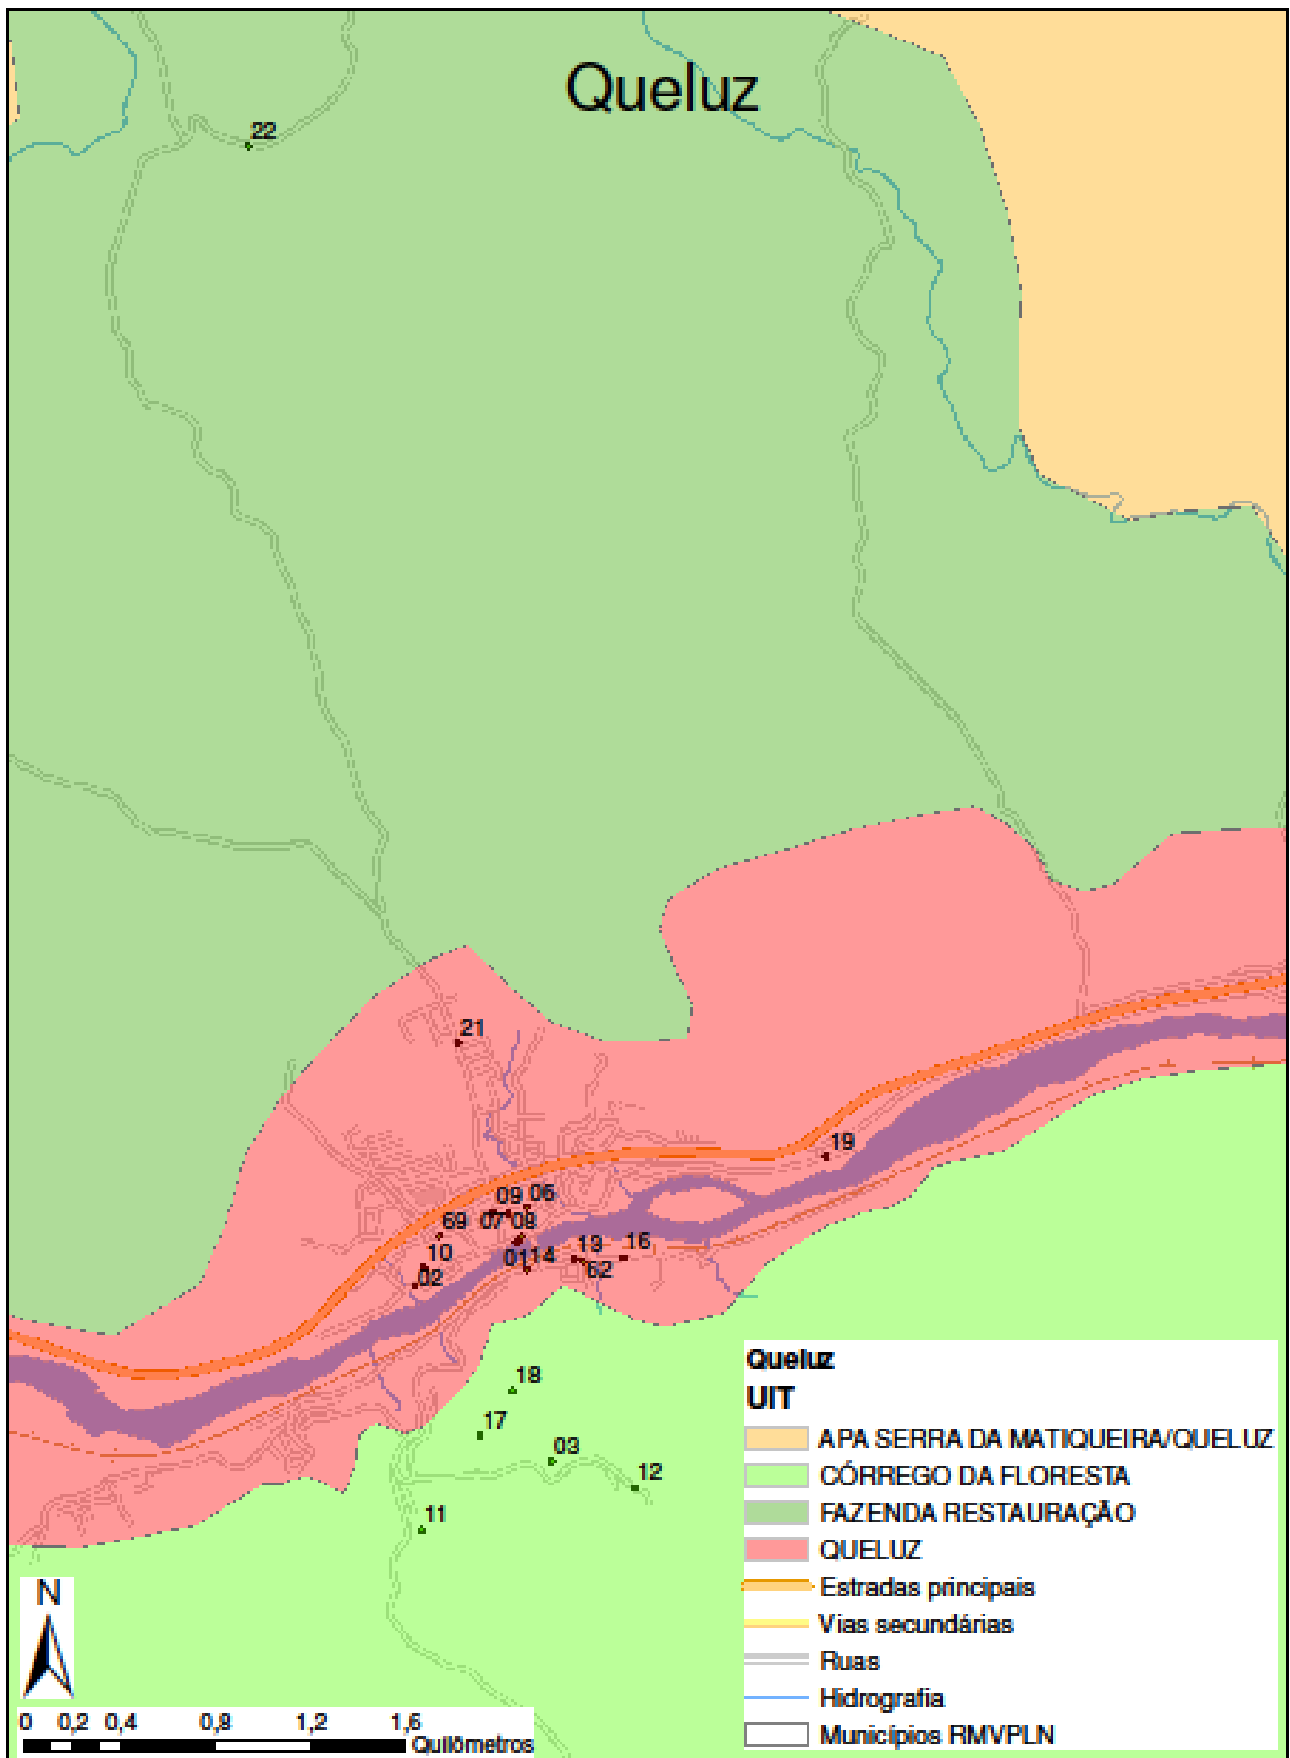 Queluz
22
21
19
09 06
69 07 08
10 01 14 13 16
02 62
18
17
03
12
11
Queluz
UIT
APA SERRA DA MATIQUEIRA/QUELUZ
CÓRREGO DA FLORESTA
FAZENDA RESTAURAÇÃO
QUELUZ
Estradas principais
Vias secundárias
Ruas
Hidrografia
Municípios RMVPLN
N
0 0,2 0,4 0,8 1,2 1,6
Quilômetros